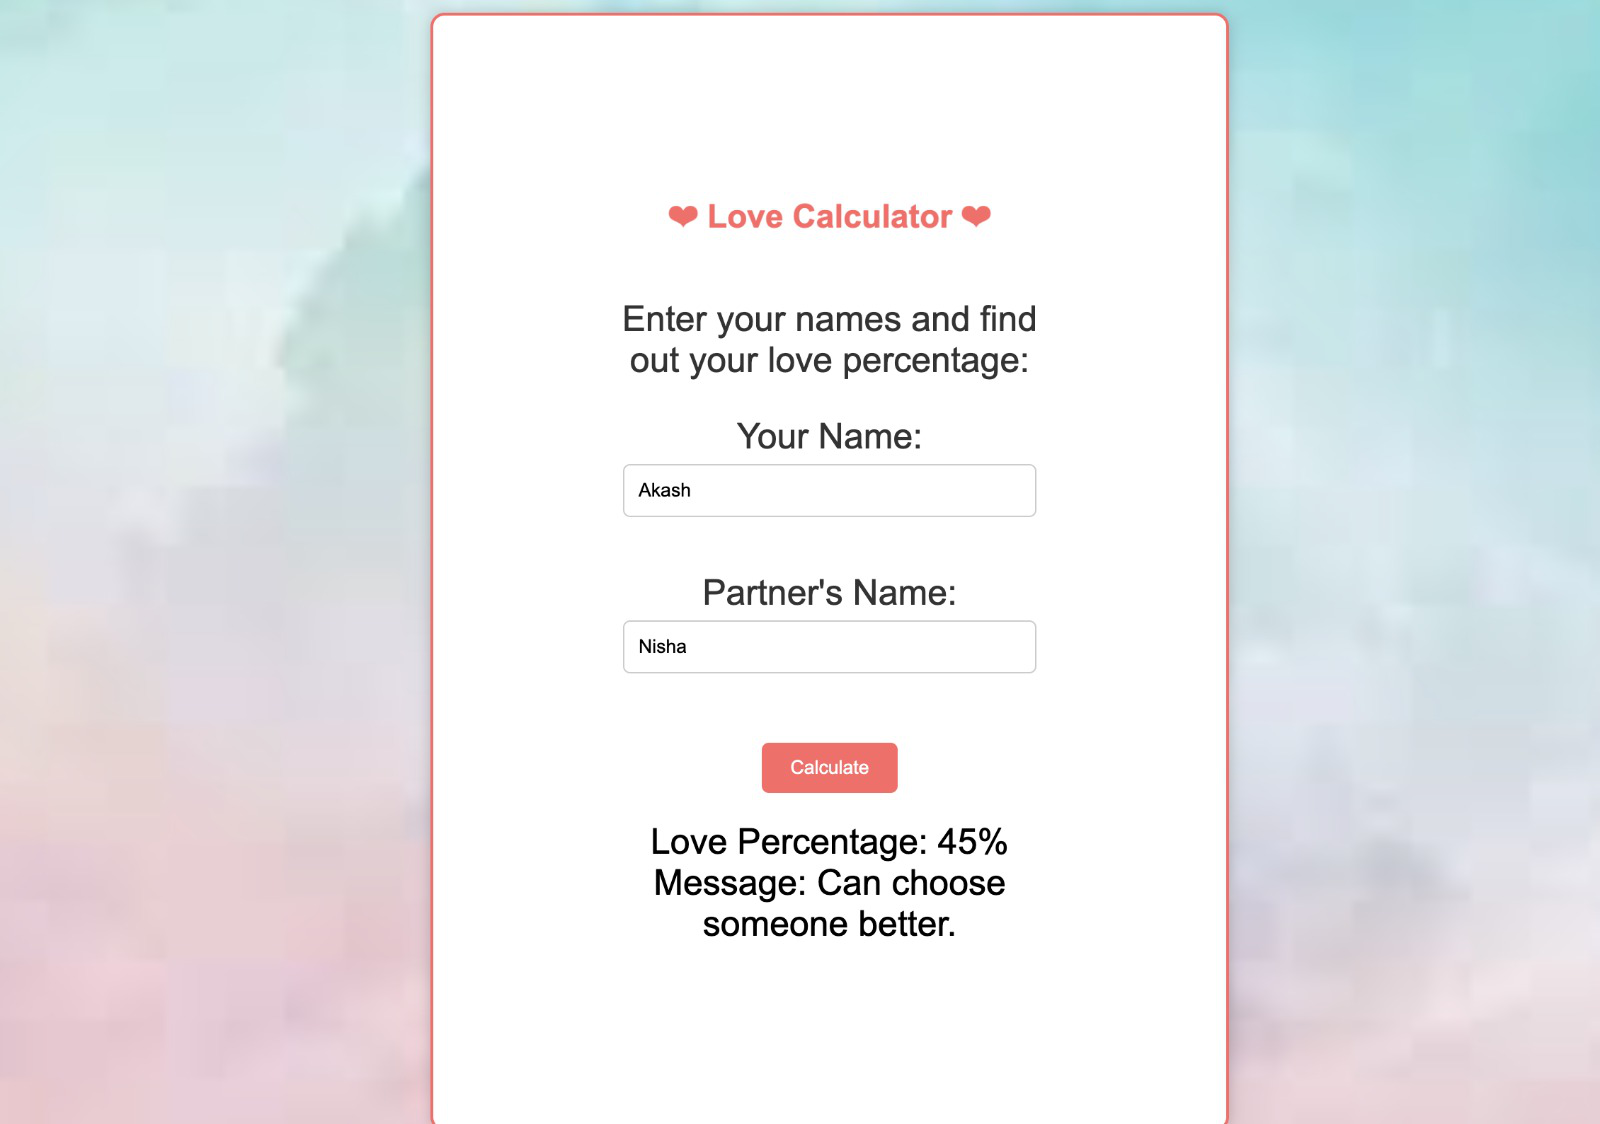 ❤ Love Calculator ❤
Enter your names and find
out your love percentage:
Your Name:
Akash
Partner's Name:
Nisha
Calculate
Love Percentage: 45%
Message: Can choose
someone better.